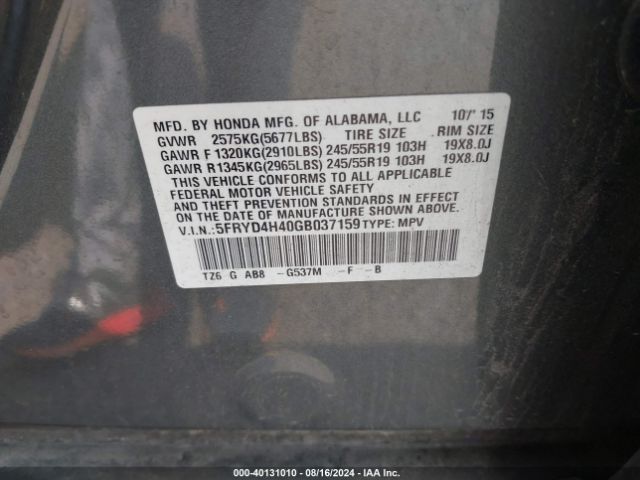 MFD. BY HONDA MFG. OF ALABAMA, LLC 10/ 15
GVWR 2575KG(5677LBS) TIRE SIZE RIM SIZE
GAWR F 1320KG(2910LBS) 245/55R19 103H 19X8.0J
GAWR R1345KG(2965LBS) 245/55R19 103H 19X8.0J
THIS VEHICLE CONFORMS TO ALL APPLICABLE
FEDERAL MOTOR VEHICLE SAFETY
AND THEFT PREVENTION STANDARDS IN EFFECT
ON THE DATE OF MANUFACTURE SHOWN ABOVE.
V.I.N.: 5FRYD4H40GB037159 TYPE: MPV
TZ6 G AB8 -G537M -F -B
000-40131010 - 08/16/2024 - IAA Inc.